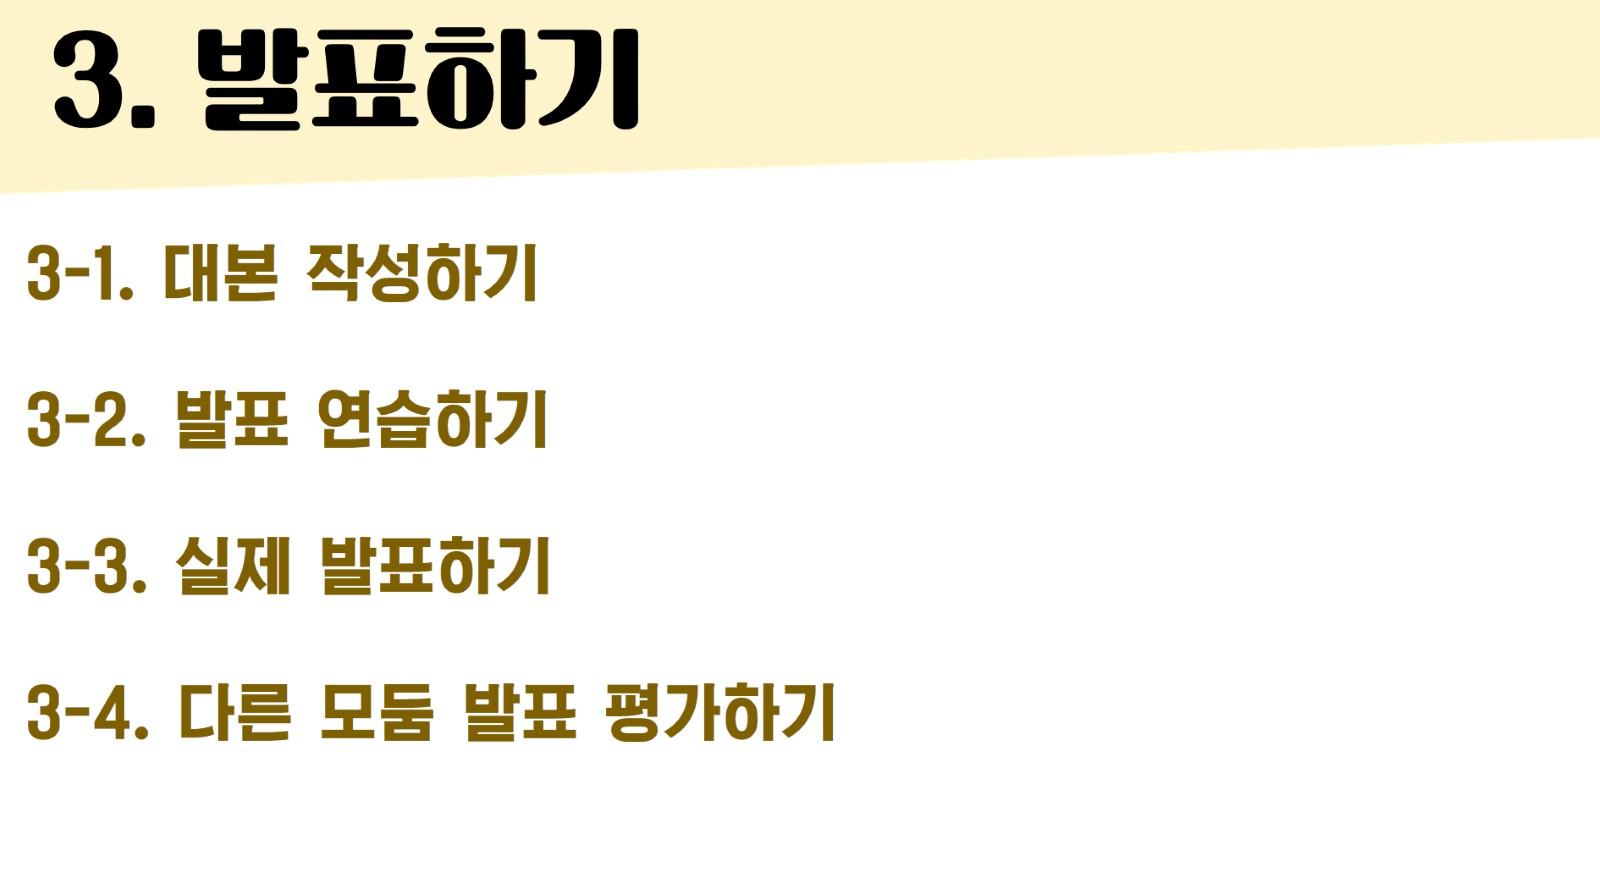 3. 발표하기
3-1. 대본 작성하기
3-2. 발표 연습하기
3-3. 실제 발표하기
3-4. 다른 모둠 발표 평가하기